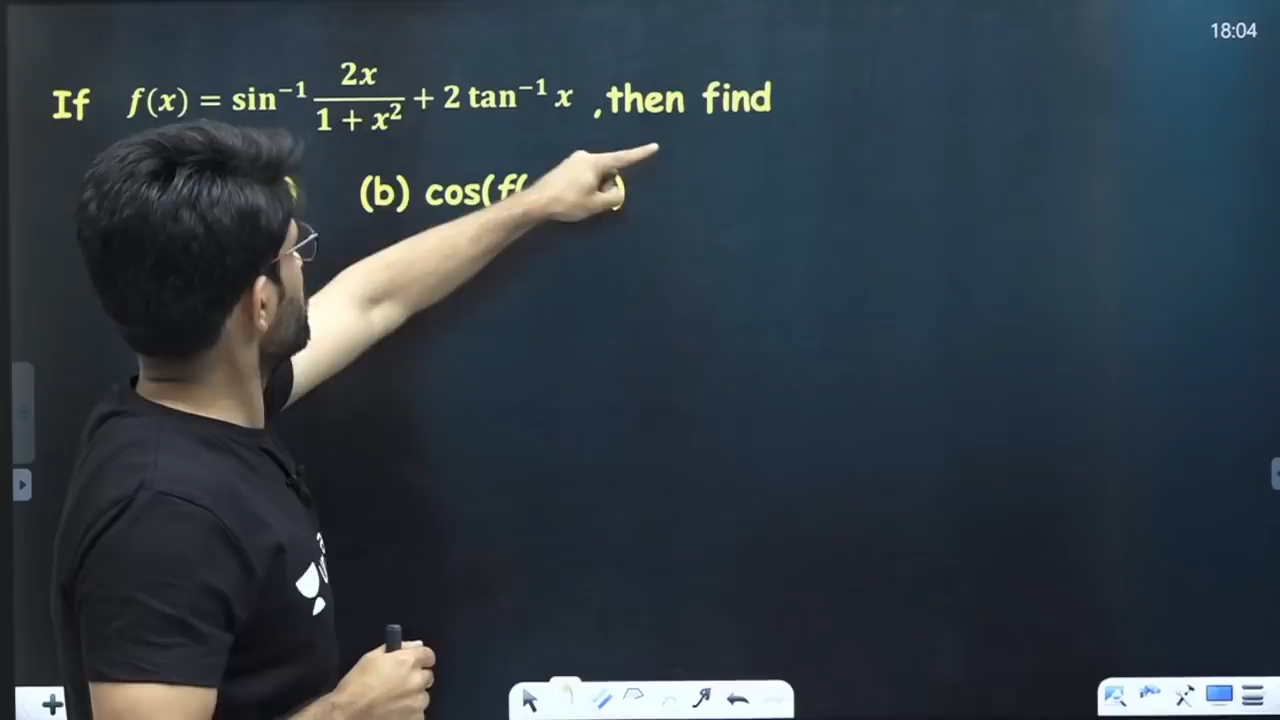 18:04
If f(x) = sin⁻¹ 2x/(1 + x²) + 2 tan⁻¹ x ,then find
) (b) cos(f( )